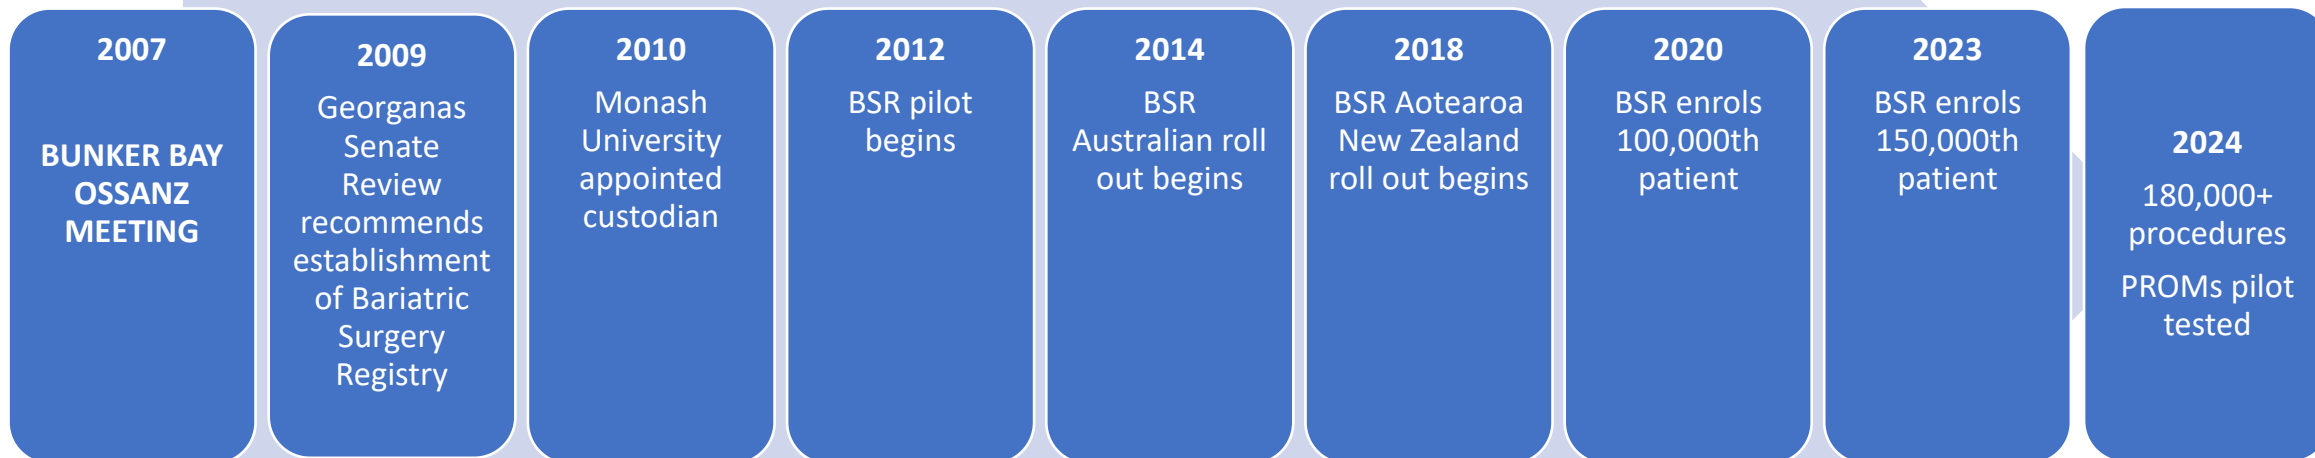 2007
BUNKER BAY
OSSANZ
MEETING
2009
Georganas
Senate
Review
recommends
establishment
of Bariatric
Surgery
Registry
2010
Monash
University
appointed
custodian
2012
BSR pilot
begins
2014
BSR
Australian roll
out begins
2018
BSR Aotearoa
New Zealand
roll out begins
2020
BSR enrols
100,000th
patient
2023
BSR enrols
150,000th
patient
2024
180,000+
procedures
PROMs pilot
tested